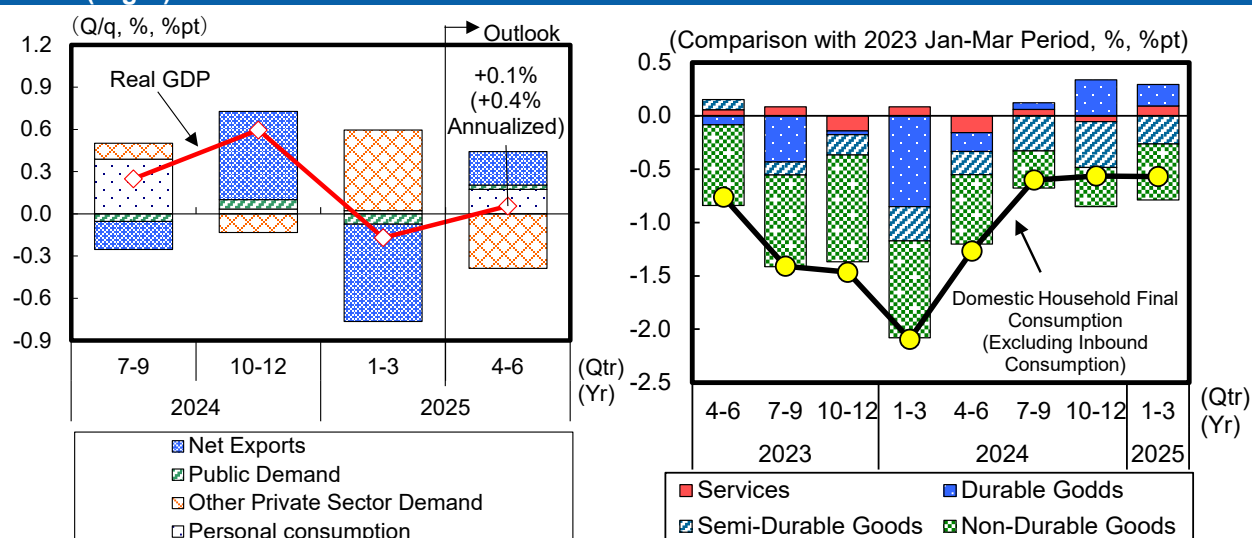 (Q/q, %, %pt)
Outlook
1.2
0.9
0.6
0.3
0.0
-0.3
-0.6
-0.9
Real GDP
+0.1%
(+0.4%
Annualized)
7-9 10-12 1-3 4-6 (Qtr)
2024 2025 (Yr)
Net Exports
Public Demand
Other Private Sector Demand
Personal consumption
(Comparison with 2023 Jan-Mar Period, %, %pt)
0.5
0.0
-0.5
-1.0
-1.5
-2.0
-2.5
Domestic Household Final
Consumption
(Excluding Inbound
Consumption)
4-6 7-9 10-12 1-3 4-6 7-9 10-12 1-3 (Qtr)
2023 2024 2025 (Yr)
Services Durable Godds
Semi-Durable Goods Non-Durable Goods